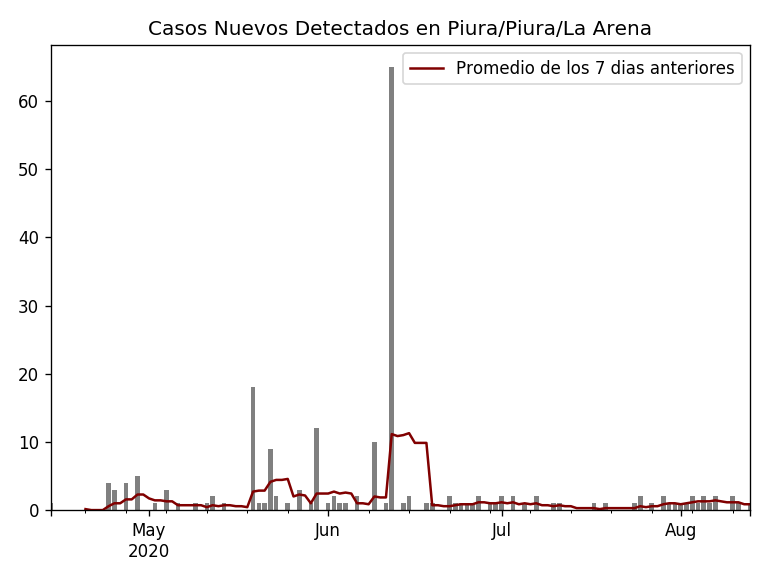 Casos Nuevos Detectados en Piura/Piura/La Arena
Promedio de los 7 dias anteriores
60
50
40
30
20
10
0
May
2020
Jun
Jul
Aug